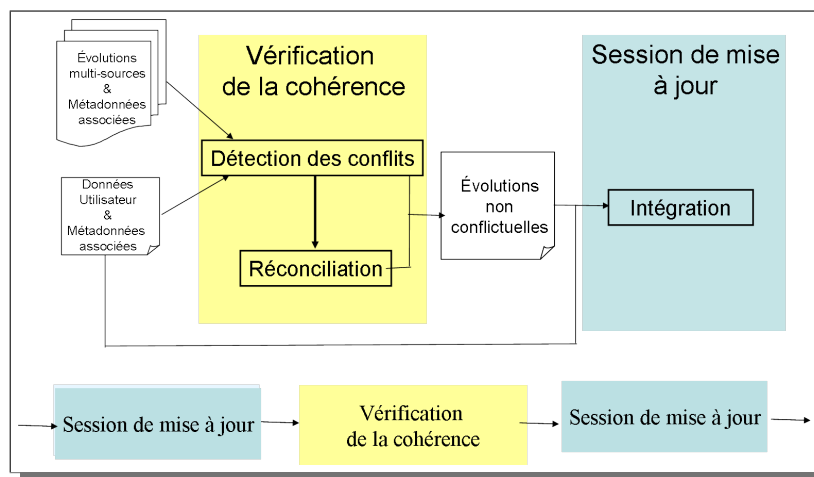 Évolutions
multi-sources
&
Métadonnées
associées
Données
Utilisateur
&
Métadonnées
associées
Vérification
de la cohérence
Détection des conflits
Réconciliation
Évolutions
non
conflictuelles
Session de mise
à jour
Intégration
Session de mise à jour
Vérification
de la cohérence
Session de mise à jour